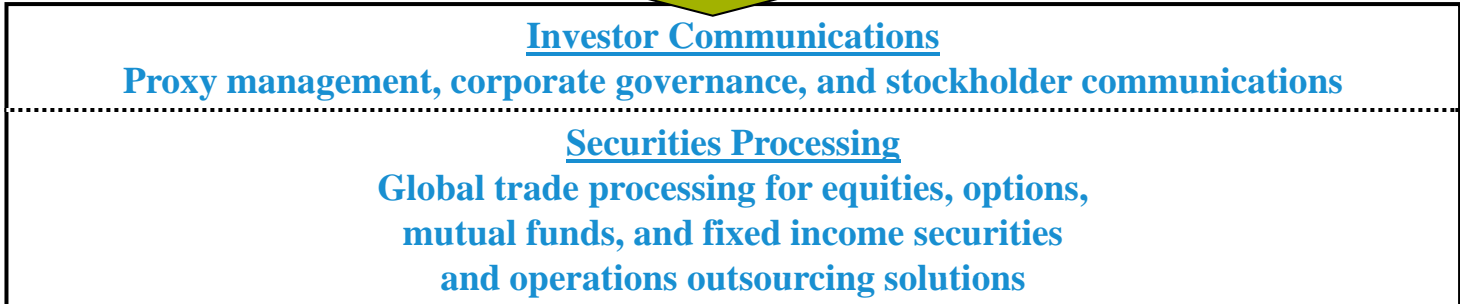 Investor Communications
Proxy management, corporate governance, and stockholder communications
Securities Processing
Global trade processing for equities, options,
mutual funds, and fixed income securities
and operations outsourcing solutions